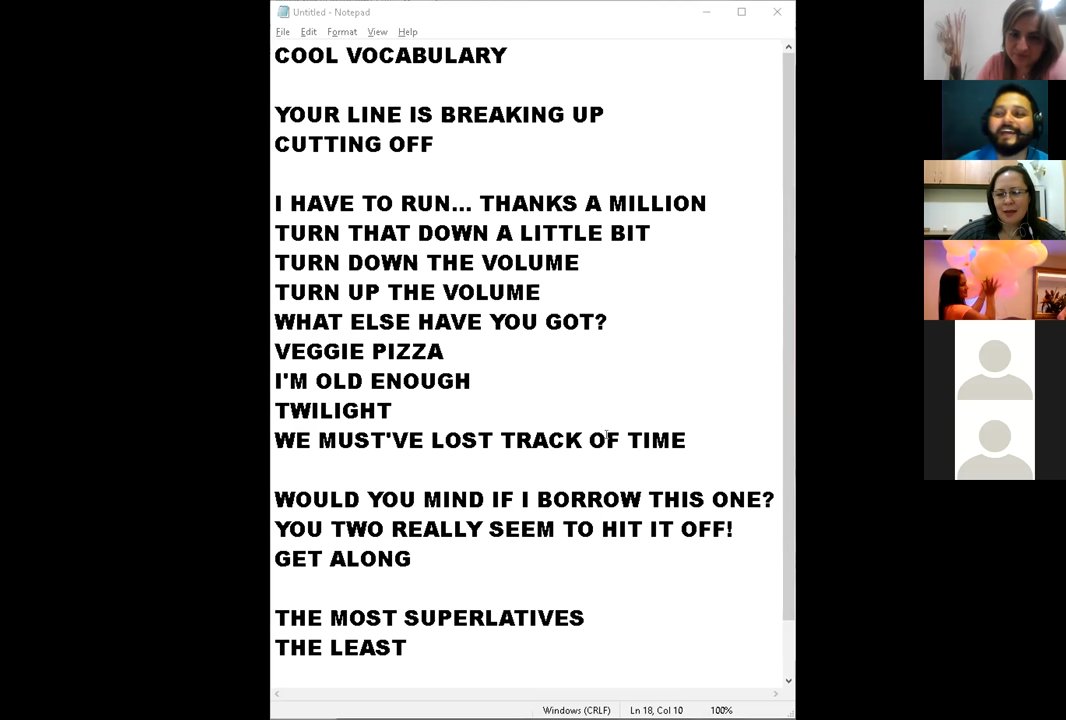 Untitled - Notepad
File Edit Format View Help
COOL VOCABULARY
YOUR LINE IS BREAKING UP
CUTTING OFF
I HAVE TO RUN... THANKS A MILLION
TURN THAT DOWN A LITTLE BIT
TURN DOWN THE VOLUME
TURN UP THE VOLUME
WHAT ELSE HAVE YOU GOT?
VEGGIE PIZZA
I'M OLD ENOUGH
TWILIGHT
WE MUST'VE LOST TRACK OF TIME
WOULD YOU MIND IF I BORROW THIS ONE?
YOU TWO REALLY SEEM TO HIT IT OFF!
GET ALONG
THE MOST SUPERLATIVES
THE LEAST
Windows (CRLF) Ln 18, Col 10 100%